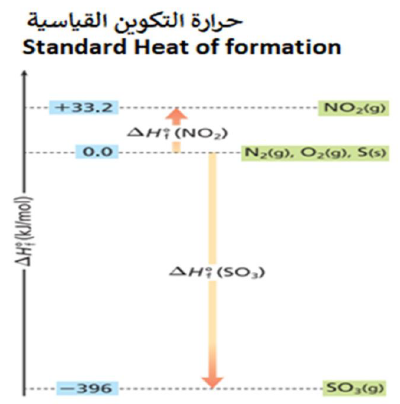 حرارة التكوين القياسية
Standard Heat of formation
+33.2
NO₂(g)
ΔH°f(NO₂)
0.0
N₂(g), O₂(g), S(s)
ΔH°f(kJ/mol)
ΔH°f(SO₃)
−396
SO₃(g)